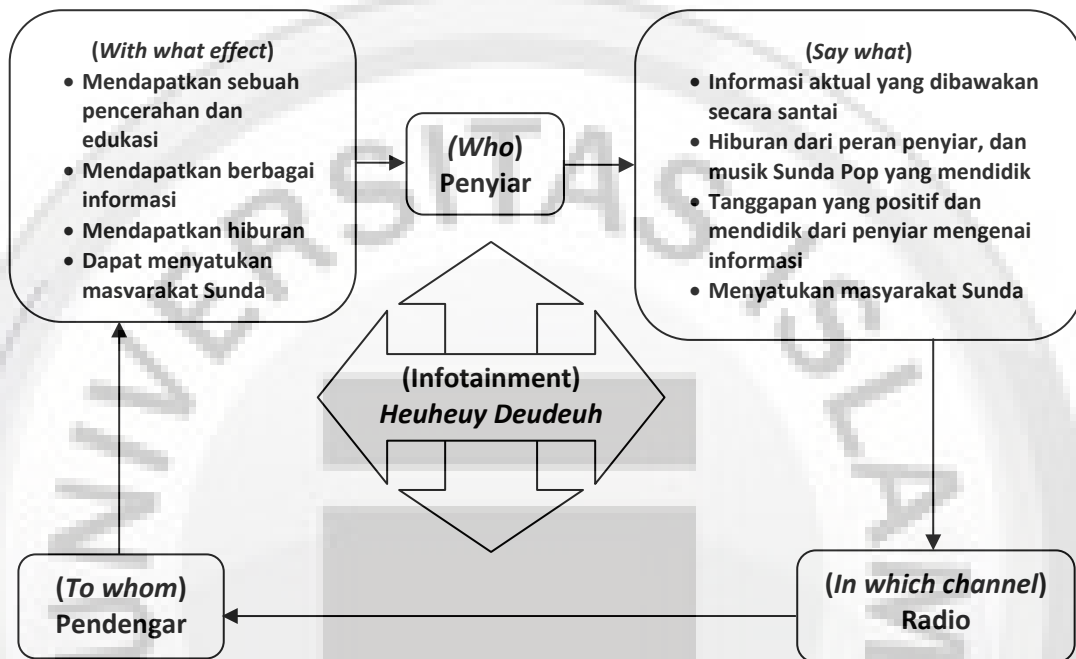 (With what effect)
• Mendapatkan sebuah
pencerahan dan
edukasi
• Mendapatkan berbagai
informasi
• Mendapatkan hiburan
• Dapat menyatukan
masvarakat Sunda
(Who)
Penyiar
(Say what)
• Informasi aktual yang dibawakan
secara santai
• Hiburan dari peran penyiar, dan
musik Sunda Pop yang mendidik
• Tanggapan yang positif dan
mendidik dari penyiar mengenai
informasi
• Menyatukan masyarakat Sunda
(Infotainment)
Heuheuy Deudeuh
(To whom)
Pendengar
(In which channel)
Radio
UNIVERSITAS ISLAM